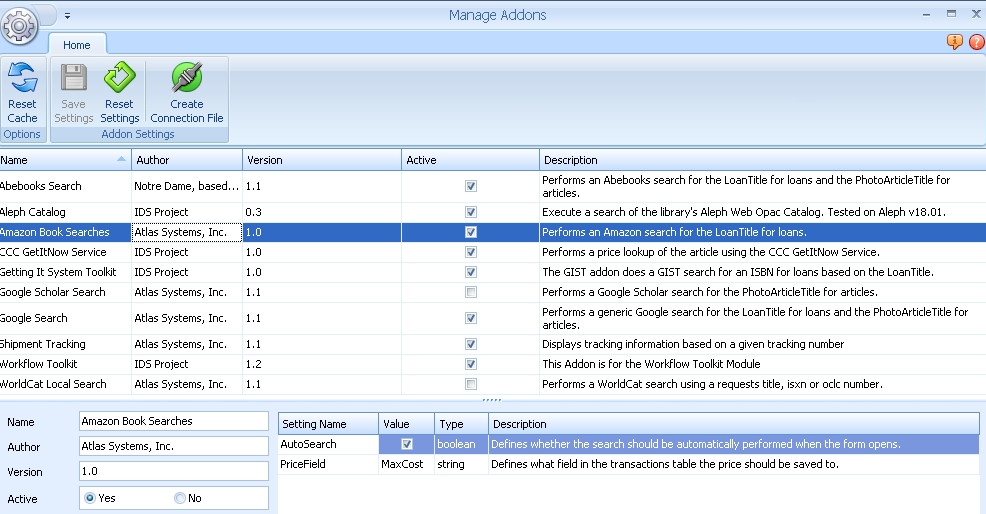 Manage Addons
Home
Reset Cache
Save Settings
Reset Settings
Create Connection File
Options
Addon Settings
Name Author Version Active Description
Abebooks Search Notre Dame, based... 1.1 Performs an Abebooks search for the LoanTitle for loans and the PhotoArticleTitle for
articles.
Aleph Catalog IDS Project 0.3 Execute a search of the library's Aleph Web Opac Catalog. Tested on Aleph v18.01.
Amazon Book Searches Atlas Systems, Inc. 1.0 Performs an Amazon search for the LoanTitle for loans.
CCC GetItNow Service IDS Project 1.0 Performs a price lookup of the article using the CCC GetItNow Service.
Getting It System Toolkit IDS Project 1.0 The GIST addon does a GIST search for an ISBN for loans based on the LoanTitle.
Google Scholar Search Atlas Systems, Inc. 1.1 Performs a Google Scholar search for the PhotoArticleTitle for articles.
Google Search Atlas Systems, Inc. 1.1 Performs a generic Google search for the LoanTitle for loans and the PhotoArticleTitle for
articles.
Shipment Tracking Atlas Systems, Inc. 1.1 Displays tracking information based on a given tracking number
Workflow Toolkit IDS Project 1.2 This Addon is for the Workflow Toolkit Module
WorldCat Local Search Atlas Systems, Inc. 1.1 Performs a WorldCat search using a requests title, isxn or oclc number.
Name Amazon Book Searches
Author Atlas Systems, Inc.
Version 1.0
Active Yes No
Setting Name Value Type Description
AutoSearch boolean Defines whether the search should be automatically performed when the form opens.
PriceField MaxCost string Defines what field in the transactions table the price should be saved to.